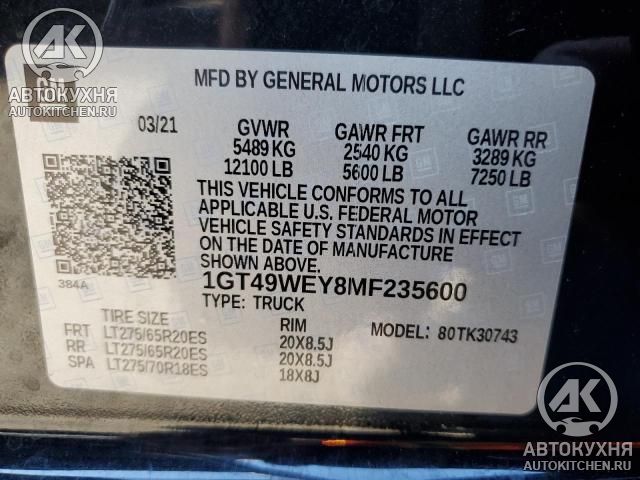 AK
GM
АВТОКУХНЯ
AUTOKITCHEN.RU
MFD BY GENERAL MOTORS LLC
03/21
GVWR
5489 KG
12100 LB
GAWR FRT
2540 KG
5600 LB
GAWR RR
3289 KG
7250 LB
THIS VEHICLE CONFORMS TO ALL
APPLICABLE U.S. FEDERAL MOTOR
VEHICLE SAFETY STANDARDS IN EFFECT
ON THE DATE OF MANUFACTURE
SHOWN ABOVE.
384A
1GT49WEY8MF235600
TYPE: TRUCK
TIRE SIZE
RIM
MODEL: 80TK30743
FRT LT275/65R20ES 20X8.5J
RR LT275/65R20ES 20X8.5J
SPA LT275/70R18ES 18X8J
AK
АВТОКУХНЯ
AUTOKITCHEN.RU